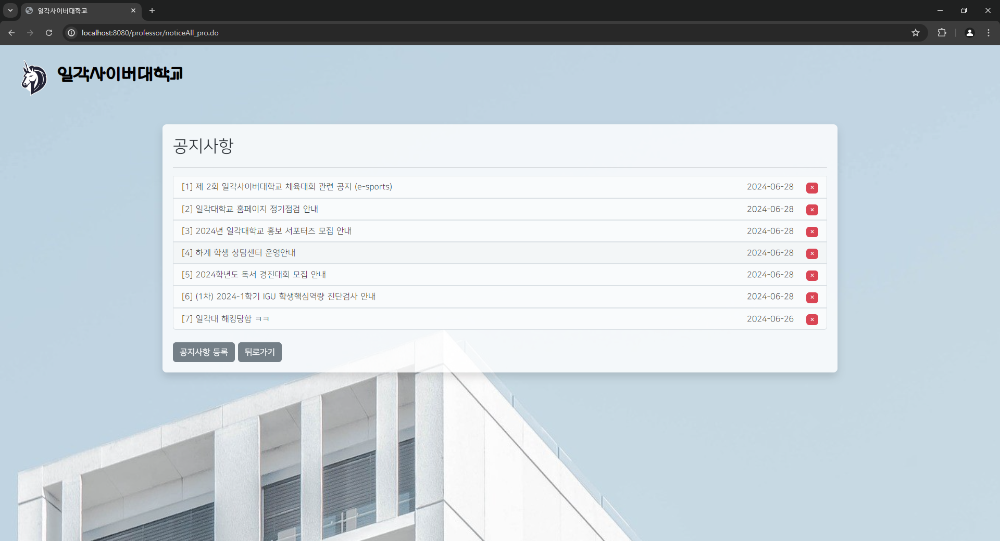 일각사이버대학교
localhost:8080/professor/noticeAll_pro.do
일각사이버대학교
공지사항
[1] 제 2회 일각사이버대학교 체육대회 관련 공지 (e-sports) 2024-06-28 ×
[2] 일각대학교 홈페이지 정기점검 안내 2024-06-28 ×
[3] 2024년 일각대학교 홍보 서포터즈 모집 안내 2024-06-28 ×
[4] 하계 학생 상담센터 운영안내 2024-06-28 ×
[5] 2024학년도 독서 경진대회 모집 안내 2024-06-28 ×
[6] (1차) 2024-1학기 IGU 학생핵심역량 진단검사 안내 2024-06-28 ×
[7] 일각대 해킹당함 ㅋㅋ 2024-06-26 ×
공지사항 등록 뒤로가기